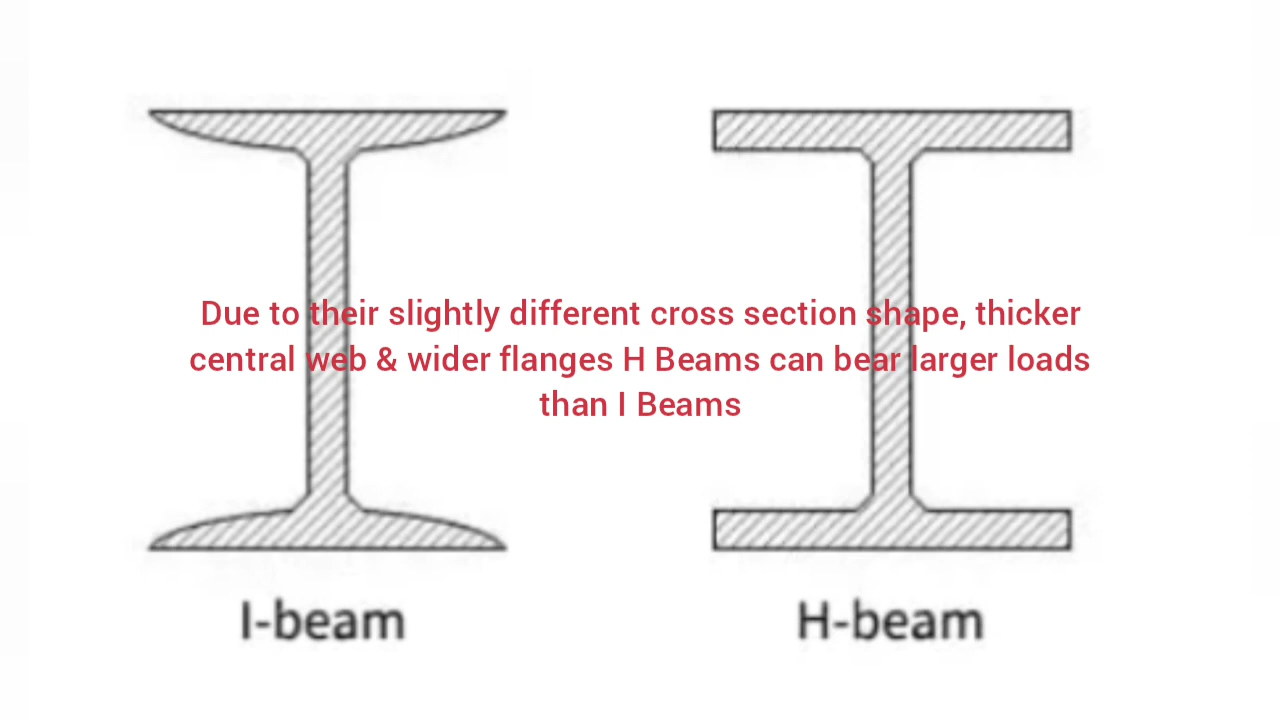 Due to their slightly different cross section shape, thicker
central web & wider flanges H Beams can bear larger loads
than I Beams
I-beam
H-beam